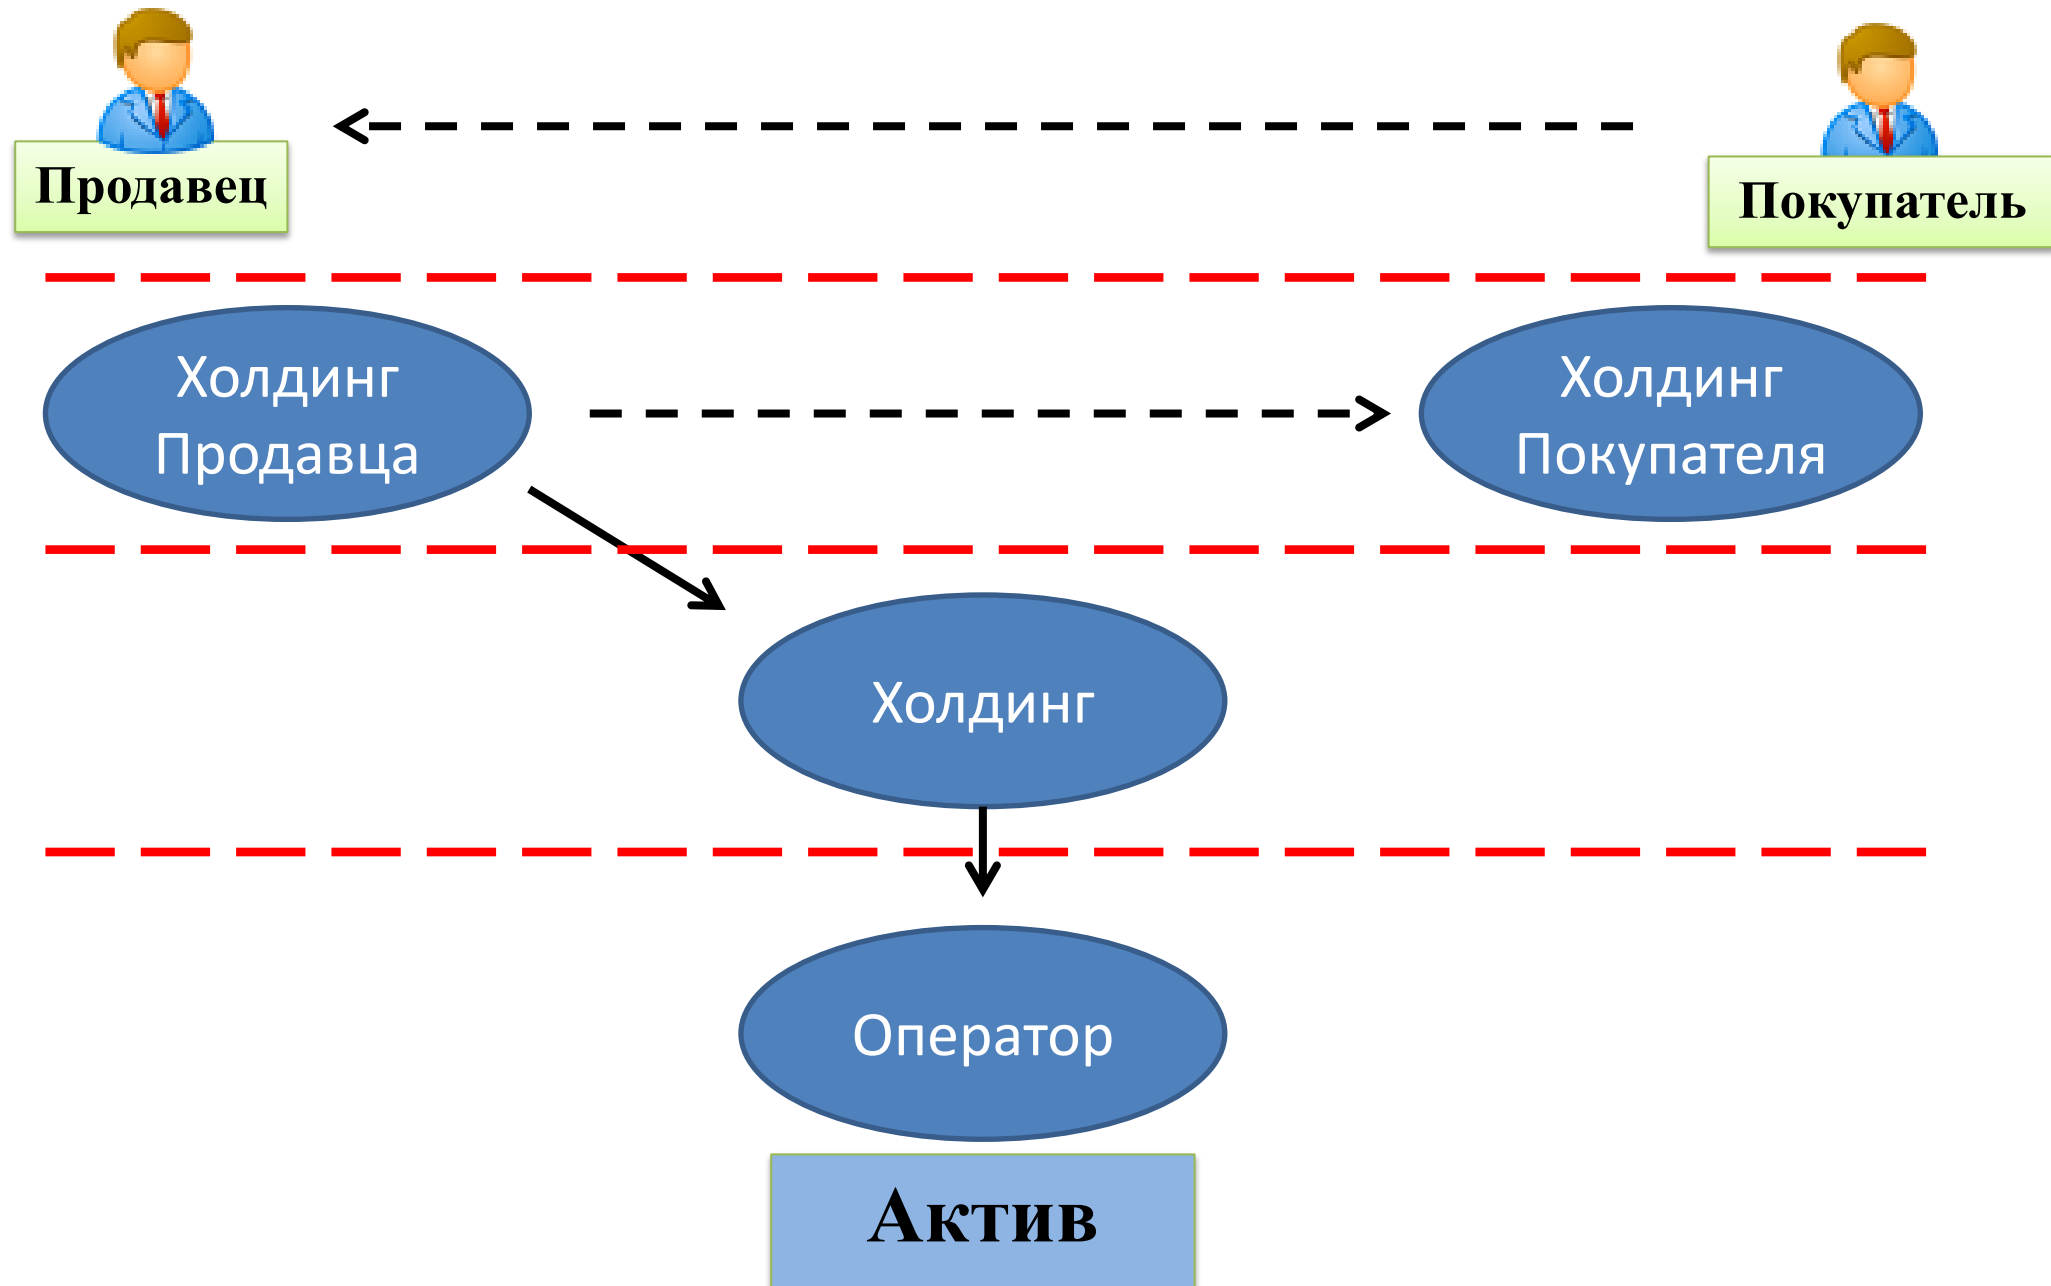 Продавец
Покупатель
Холдинг
Продавца
Холдинг
Покупателя
Холдинг
Оператор
Актив